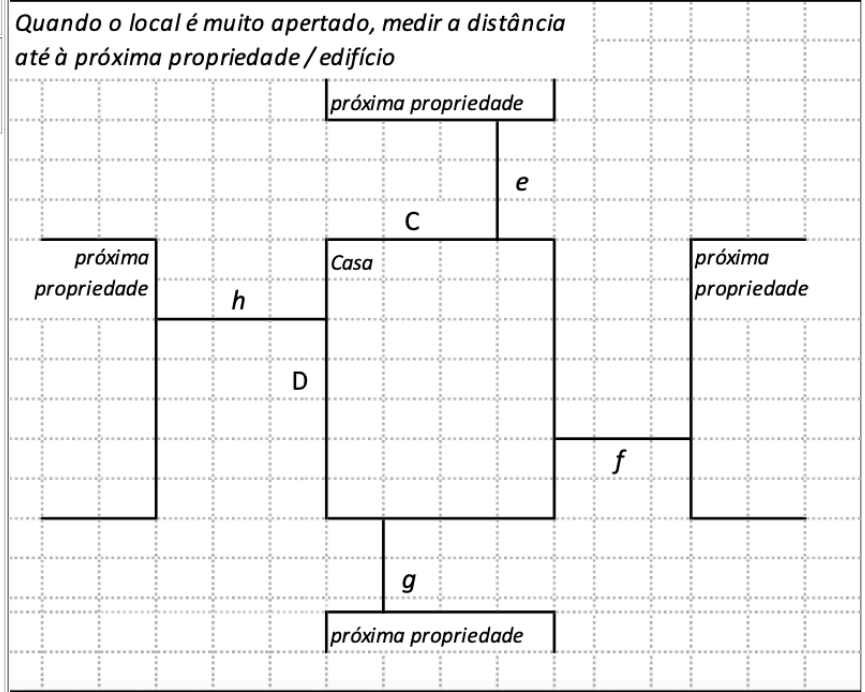 Quando o local é muito apertado, medir a distância
até à próxima propriedade / edifício
próxima propriedade
e
C
próxima
propriedade
Casa
próxima
propriedade
h
D
f
g
próxima propriedade